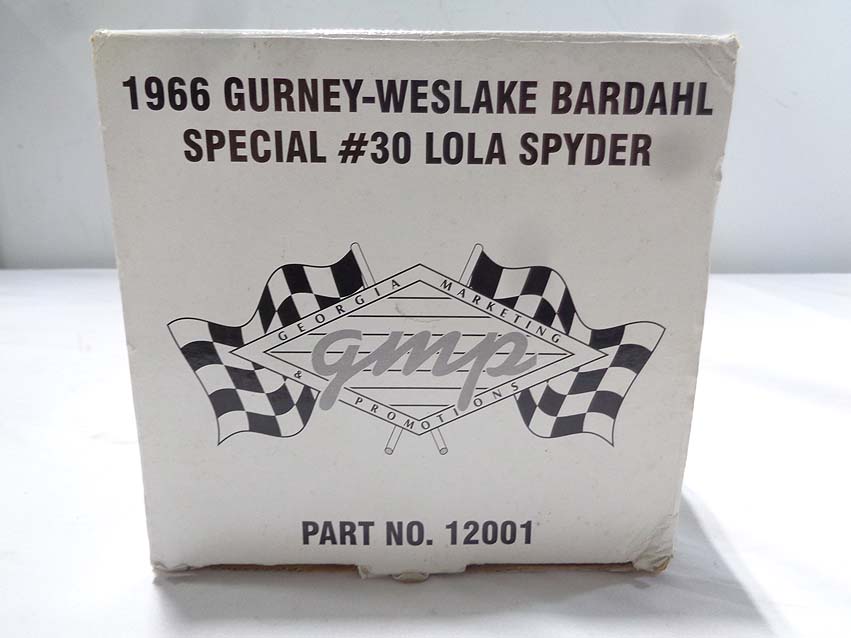 1966 GURNEY-WESLAKE BARDAHL
SPECIAL #30 LOLA SPYDER
GEORGIA MARKETING
gmp
& PROMOTIONS
PART NO. 12001